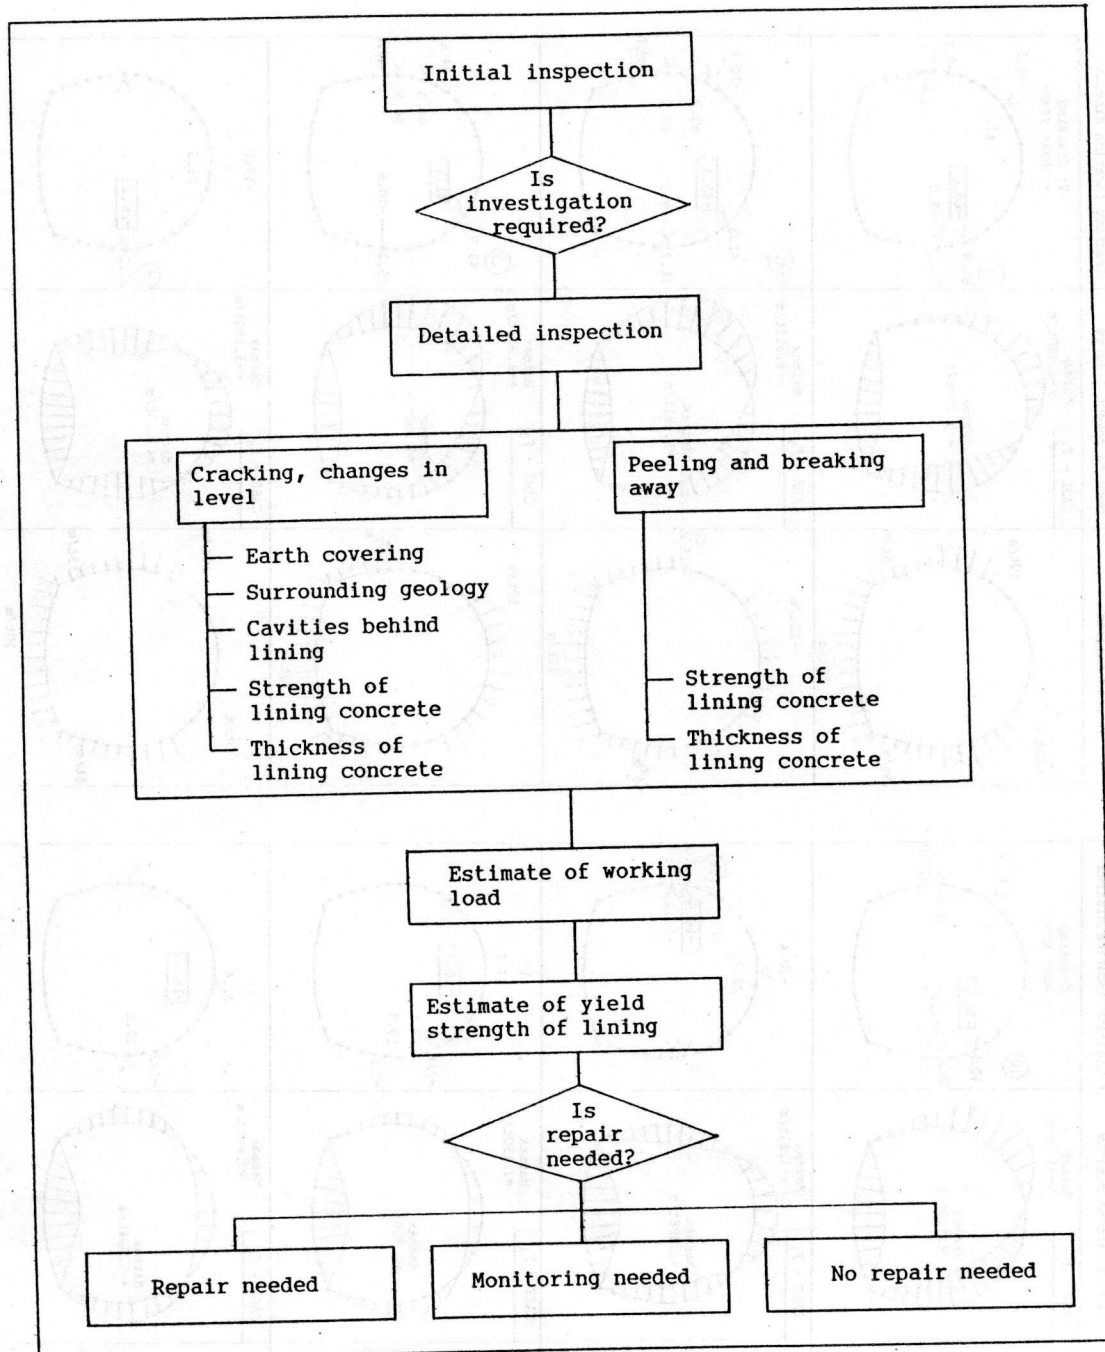 Initial inspection
Is
investigation
required?
Detailed inspection
Cracking, changes in
level
Earth covering
Surrounding geology
Cavities behind
lining
Strength of
lining concrete
Thickness of
lining concrete
Peeling and breaking
away
Strength of
lining concrete
Thickness of
lining concrete
Estimate of working
load
Estimate of yield
strength of lining
Is
repair
needed?
Repair needed
Monitoring needed
No repair needed